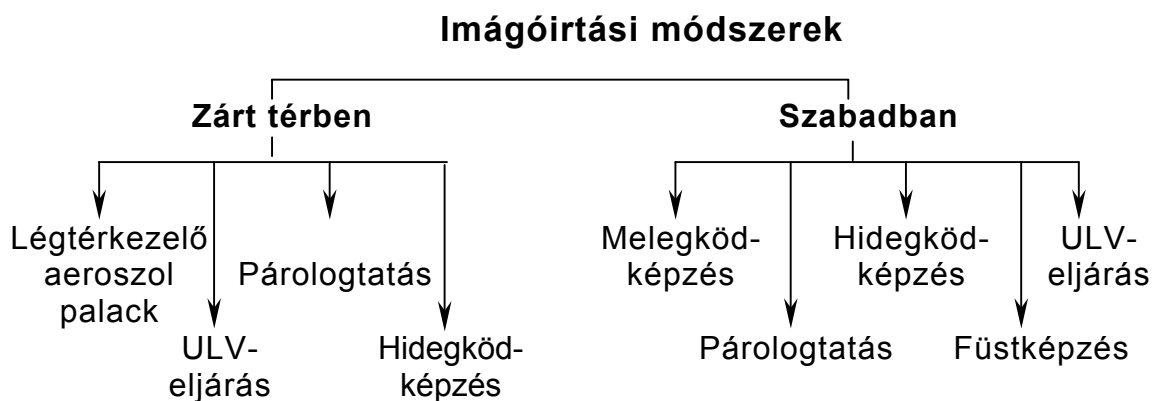 Imágóirtási módszerek
Zárt térben
Szabadban
Légtérkezelő
aeroszol
palack
ULV-
eljárás
Párologtatás
Hidegköd-
képzés
Melegköd-
képzés
Párologtatás
Hidegköd-
képzés
Füstképzés
ULV-
eljárás